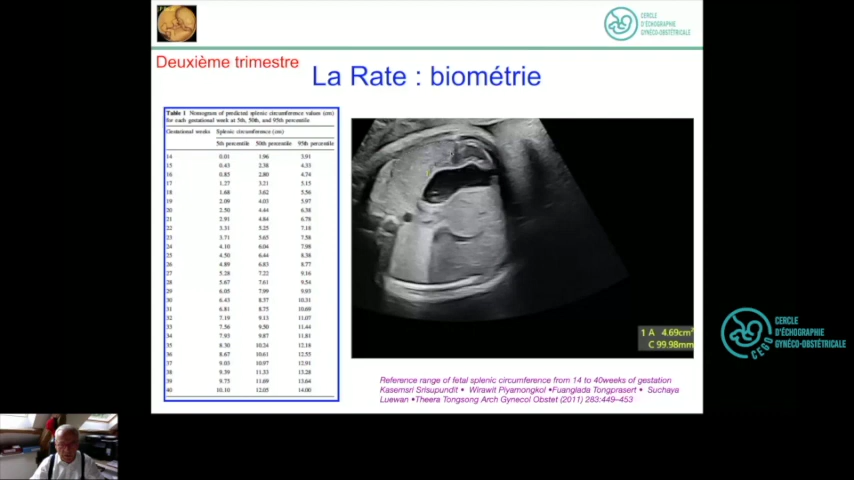 CERCLE
D'ÉCHOGRAPHIE
GYNÉCO-OBSTÉTRICALE
Deuxième trimestre
La Rate : biométrie
Table 1 Nomogram of predicted splenic circumference values (cm)
for each gestational week at 5th, 50th, and 95th percentile
Gestational weeks Splenic circumference (cm)
5th percentile 50th percentile 95th percentile
14 0.01 1.96 3.91
15 0.43 2.38 4.33
16 0.85 2.80 4.74
17 1.27 3.21 5.15
18 1.68 3.62 5.56
19 2.09 4.03 5.97
20 2.50 4.44 6.38
21 2.91 4.84 6.78
22 3.31 5.25 7.18
23 3.71 5.65 7.58
24 4.10 6.04 7.98
25 4.50 6.44 8.38
26 4.89 6.83 8.77
27 5.28 7.22 9.16
28 5.67 7.61 9.54
29 6.05 7.99 9.93
30 6.43 8.37 10.31
31 6.81 8.75 10.69
32 7.19 9.13 11.07
33 7.56 9.50 11.44
34 7.93 9.87 11.81
35 8.30 10.24 12.18
36 8.67 10.61 12.55
37 9.03 10.97 12.91
38 9.39 11.33 13.28
39 9.75 11.69 13.64
40 10.10 12.05 14.00
1 A 4.69cm²
C 99.98mm
Reference range of fetal splenic circumference from 14 to 40weeks of gestation
Kasemsri Srisupundit • Wirawit Piyamongkol •Fuanglada Tongprasert • Suchaya
Luewan •Theera Tongsong Arch Gynecol Obstet (2011) 283:449–453
CERCLE
D'ÉCHOGRAPHIE
GYNÉCO-OBSTÉTRICALE
CEGO